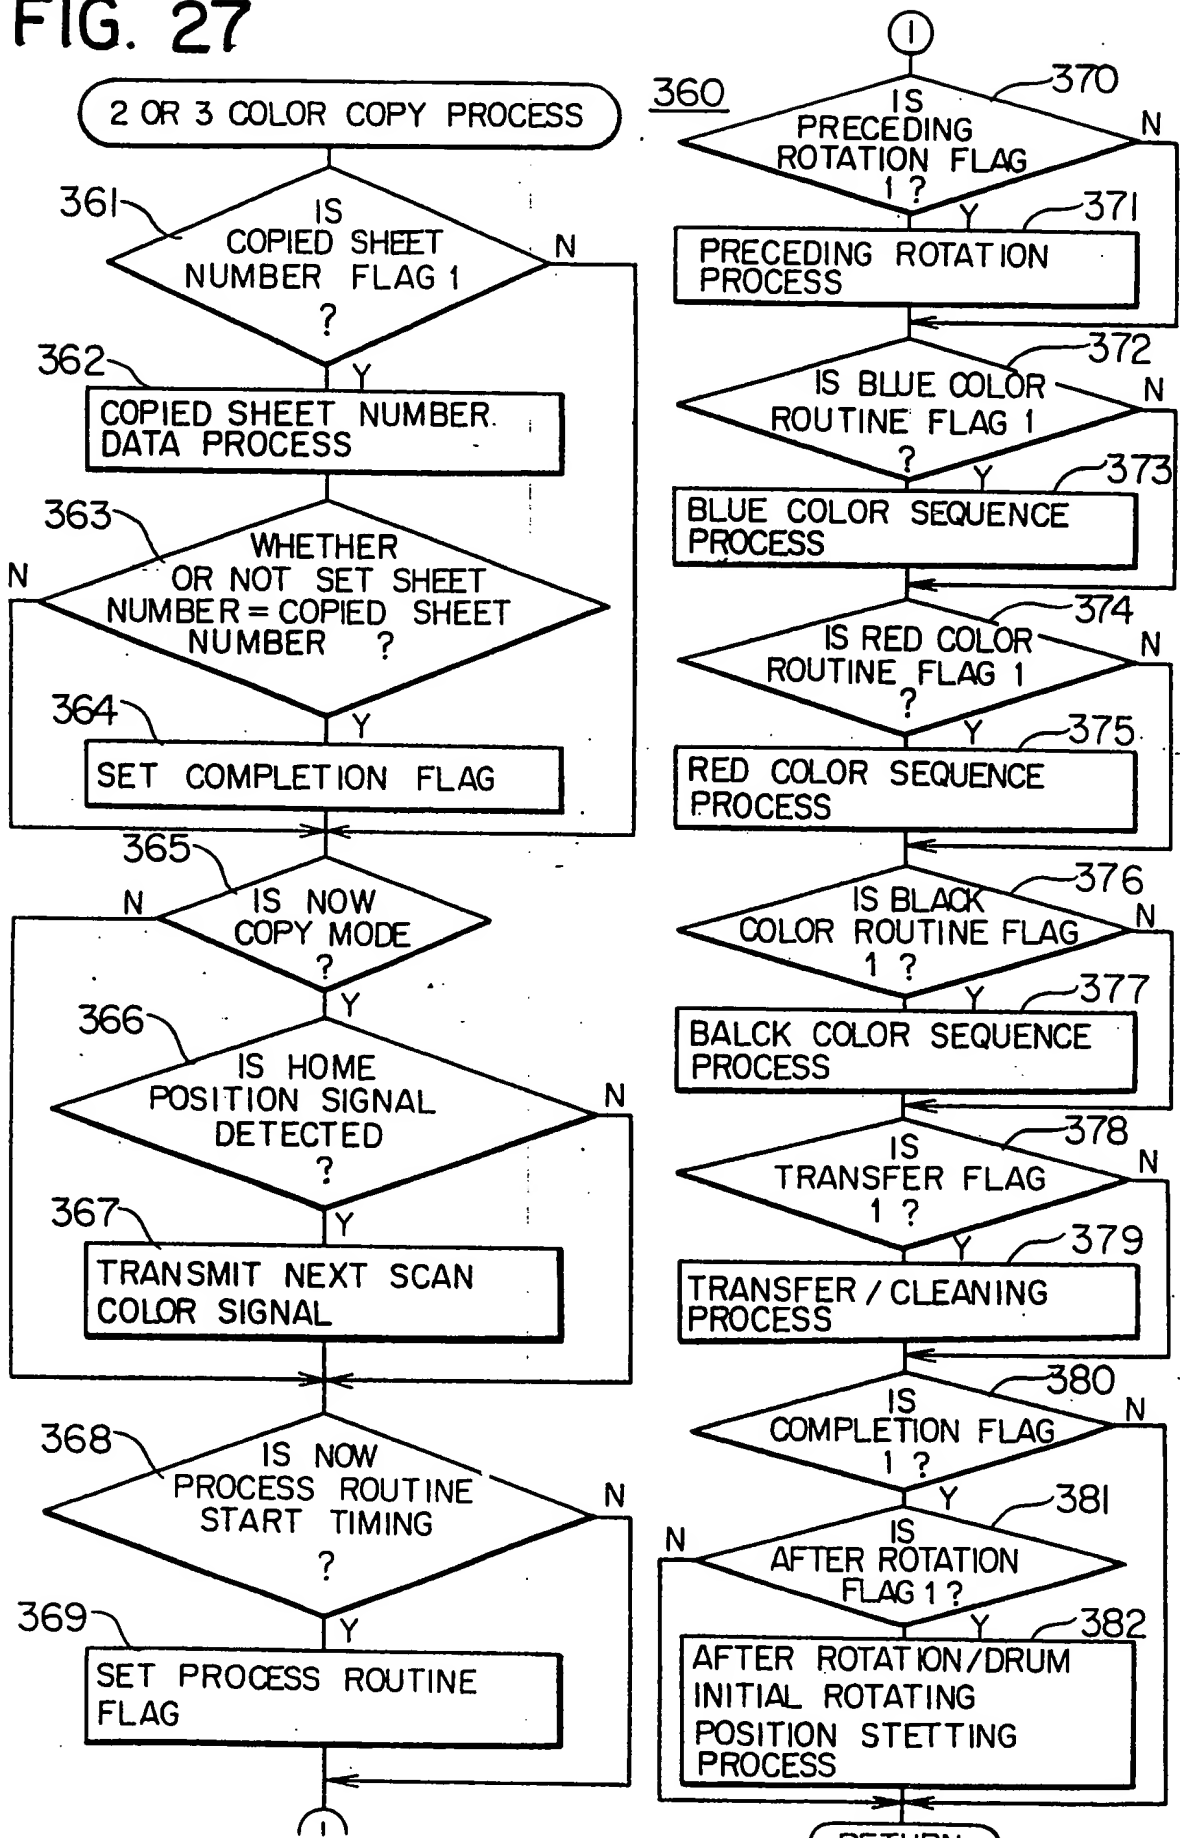 FIG. 27
2 OR 3 COLOR COPY PROCESS
361
IS
COPIED SHEET
NUMBER FLAG 1
?
N
Y
362
COPIED SHEET NUMBER.
DATA PROCESS
363
WHETHER
OR NOT SET SHEET
NUMBER = COPIED SHEET
NUMBER ?
N
Y
364
SET COMPLETION FLAG
365
IS NOW
COPY MODE
?
N
Y
366
IS HOME
POSITION SIGNAL
DETECTED
?
N
Y
367
TRANSMIT NEXT SCAN
COLOR SIGNAL
368
IS NOW
PROCESS ROUTINE
START TIMING
?
N
Y
369
SET PROCESS ROUTINE
FLAG
1
1
360
370
IS
PRECEDING
ROTATION FLAG
1 ?
N
Y
371
PRECEDING ROTATION
PROCESS
372
IS BLUE COLOR
ROUTINE FLAG 1
?
N
Y
373
BLUE COLOR SEQUENCE
PROCESS
374
IS RED COLOR
ROUTINE FLAG 1
?
N
Y
375
RED COLOR SEQUENCE
PROCESS
376
IS BLACK
COLOR ROUTINE FLAG
1 ?
N
Y
377
BALCK COLOR SEQUENCE
PROCESS
378
IS
TRANSFER FLAG
1 ?
N
Y
379
TRANSFER / CLEANING
PROCESS
380
IS
COMPLETION FLAG
1 ?
N
Y
381
IS
AFTER ROTATION
FLAG 1 ?
N
Y
382
AFTER ROTATION/DRUM
INITIAL ROTATING
POSITION STETTING
PROCESS
RETURN